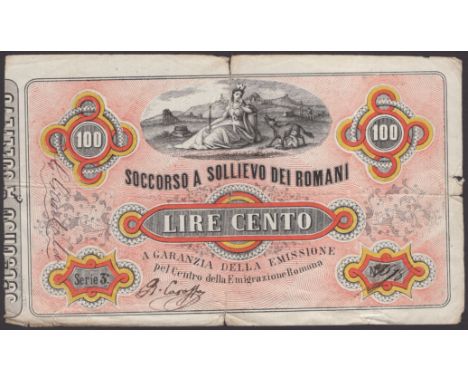 100 100
SOCCORSO A SOLLIEVO DEI ROMANI
LIRE CENTO
A GARANZIA DELLA EMISSIONE
pel Centro della Emigrazione Romana
Serie 3ª